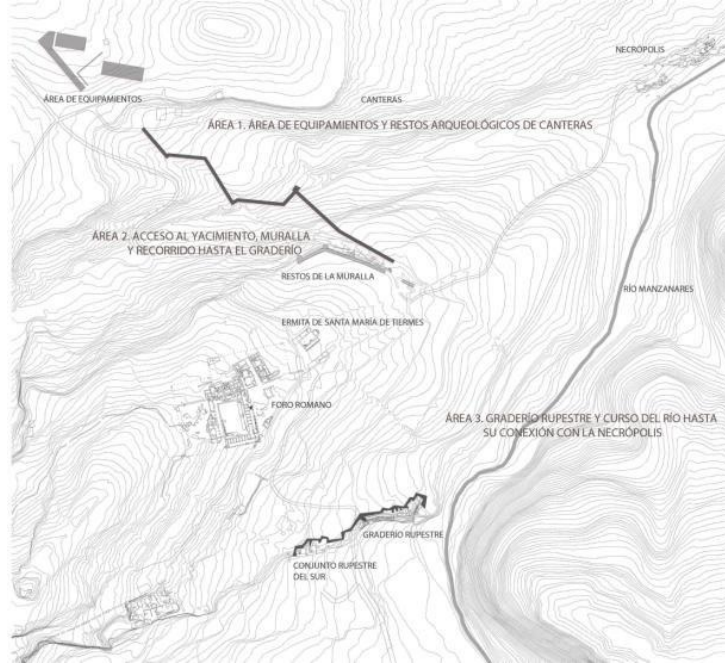 NECRÓPOLIS
ÁREA DE EQUIPAMIENTOS
CANTERAS
ÁREA 1. ÁREA DE EQUIPAMIENTOS Y RESTOS ARQUEOLÓGICOS DE CANTERAS
ÁREA 2. ACCESO AL YACIMIENTO, MURALLA
Y RECORRIDO HASTA EL GRADERÍO
RESTOS DE LA MURALLA
RÍO MANZANARES
ERMITA DE SANTA MARÍA DE TIERMES
FORO ROMANO
ÁREA 3. GRADERÍO RUPESTRE Y CURSO DEL RÍO HASTA
SU CONEXIÓN CON LA NECRÓPOLIS
GRADERÍO RUPESTRE
CONJUNTO RUPESTRE
DEL SUR